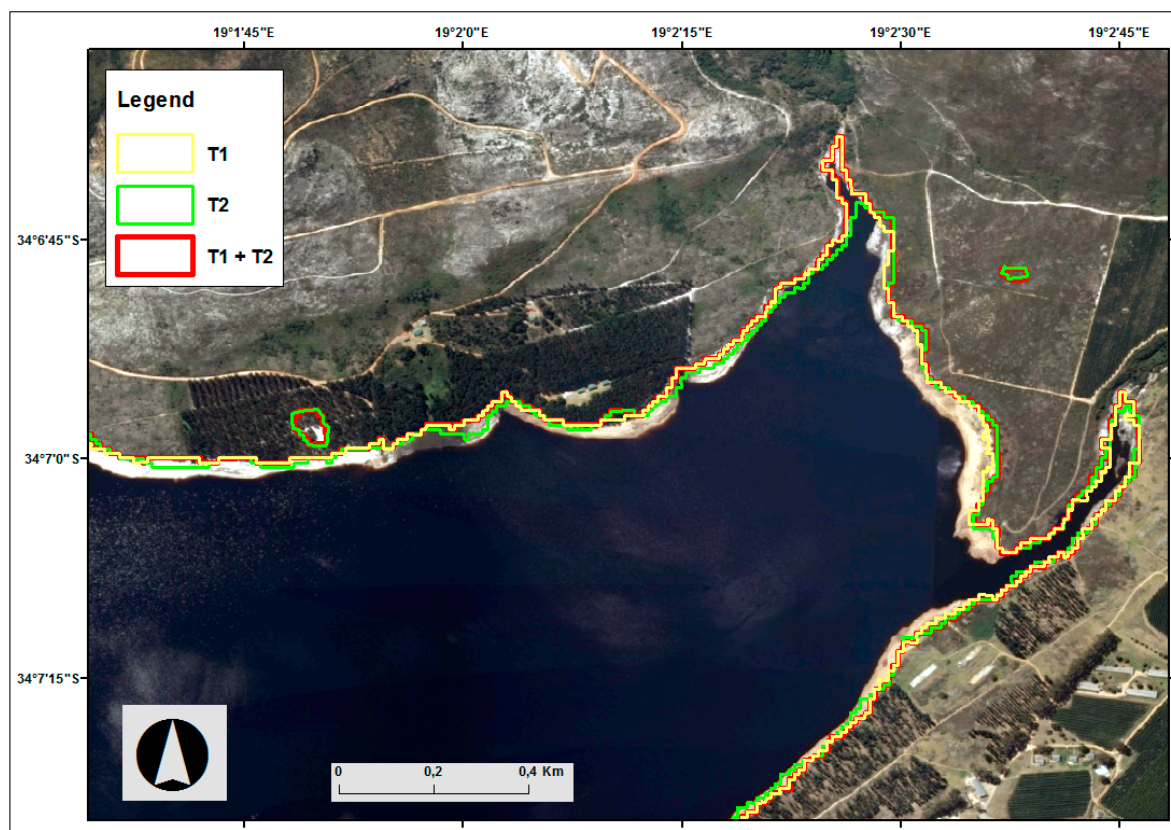 19°1'45"E 19°2'0"E 19°2'15"E 19°2'30"E 19°2'45"E
Legend
T1
T2
T1 + T2
34°6'45"S
34°7'0"S
34°7'15"S
0 0,2 0,4 Km